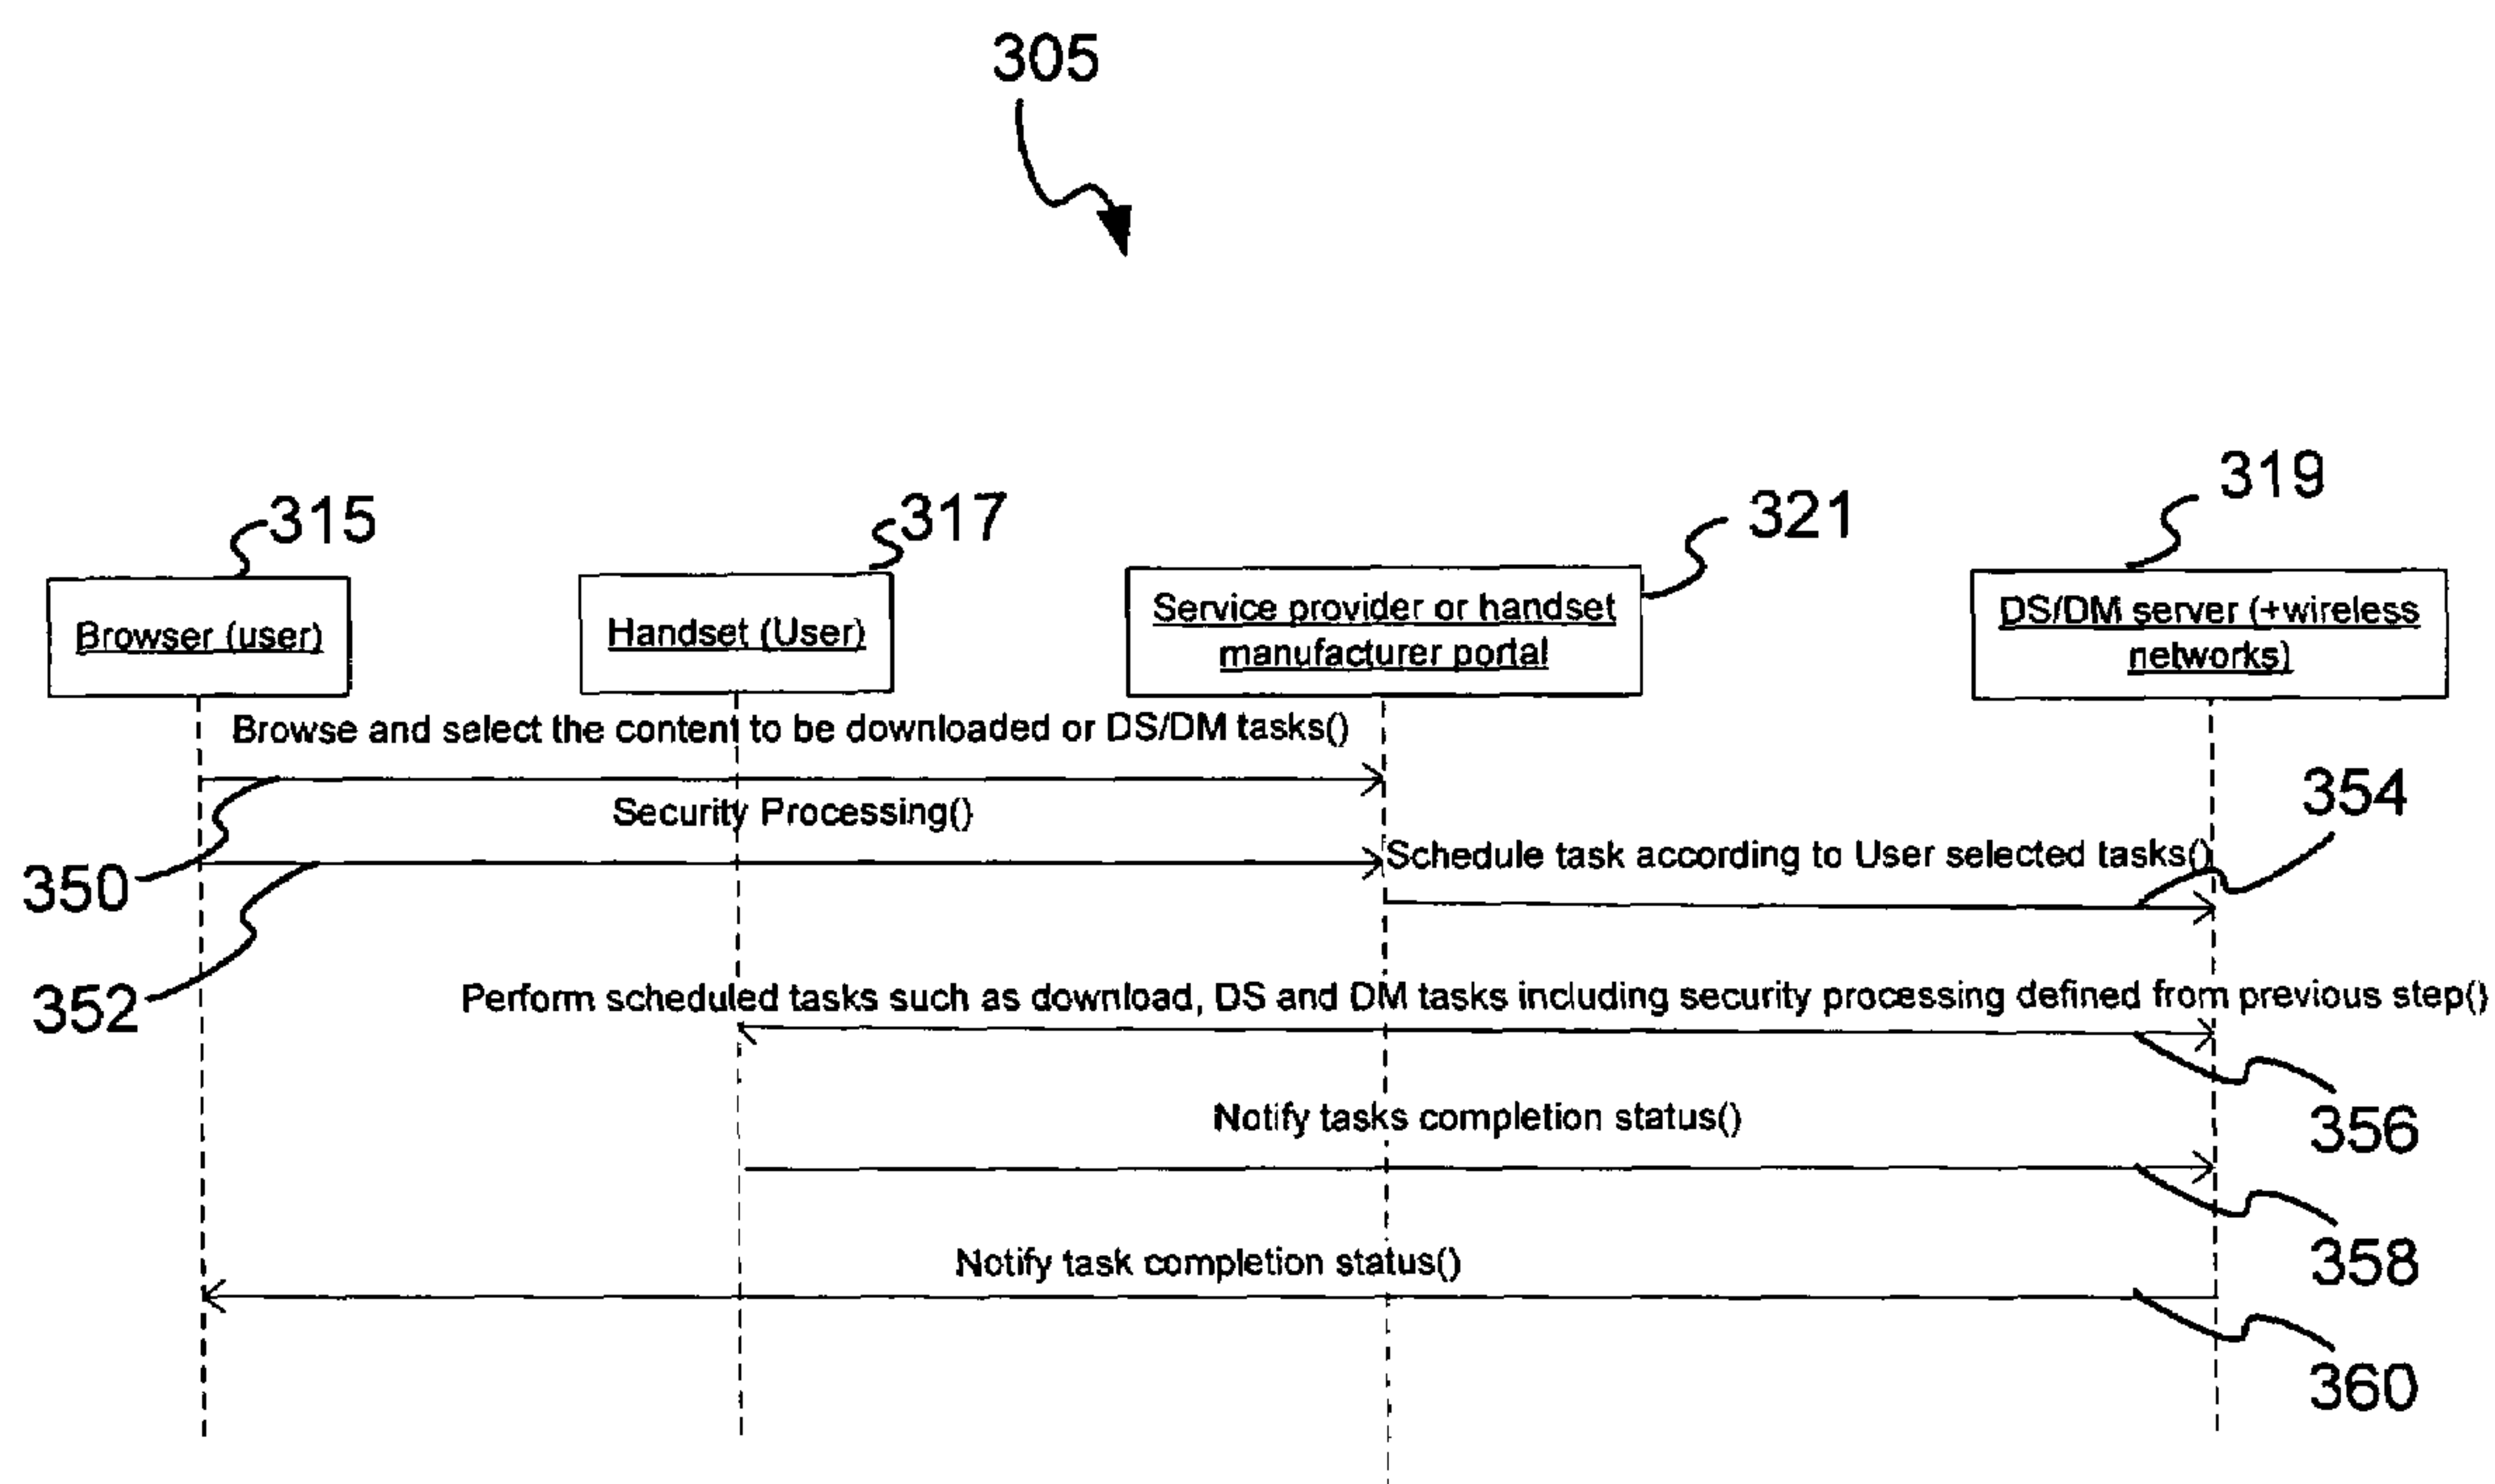 305
315
317
321
319
Browser (user)
Handset (User)
Service provider or handset
manufacturer portal
DS/DM server (+wireless
networks)
Browse and select the content to be downloaded or DS/DM tasks()
Security Processing()
354
Schedule task according to User selected tasks()
350
352
Perform scheduled tasks such as download, DS and DM tasks including security processing defined from previous step()
Notify tasks completion status()
356
358
Notify task completion status()
360